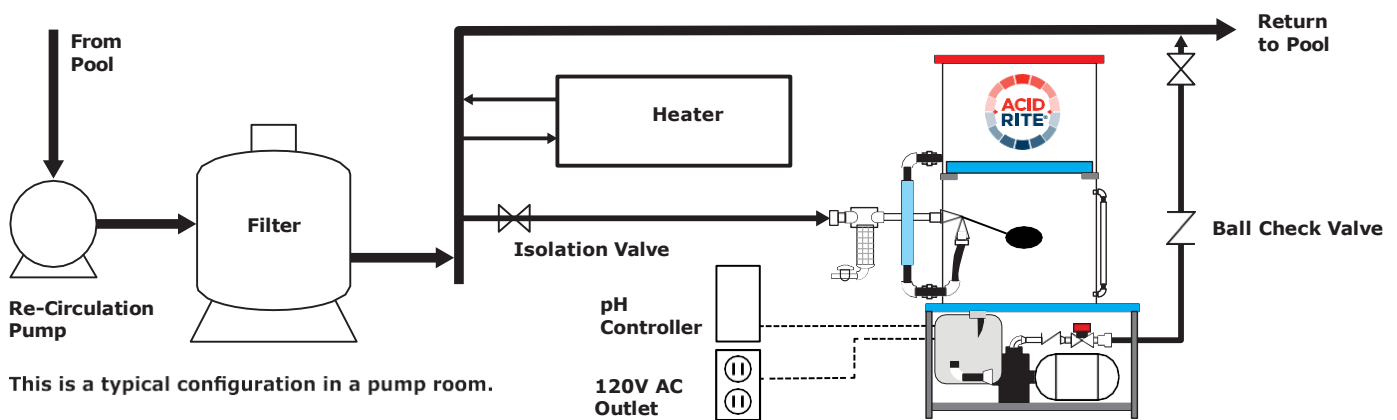 From
Pool
Return
to Pool
ACID
RITE®
Heater
Filter
Isolation Valve
Ball Check Valve
Re-Circulation
Pump
pH
Controller
120V AC
Outlet
This is a typical configuration in a pump room.